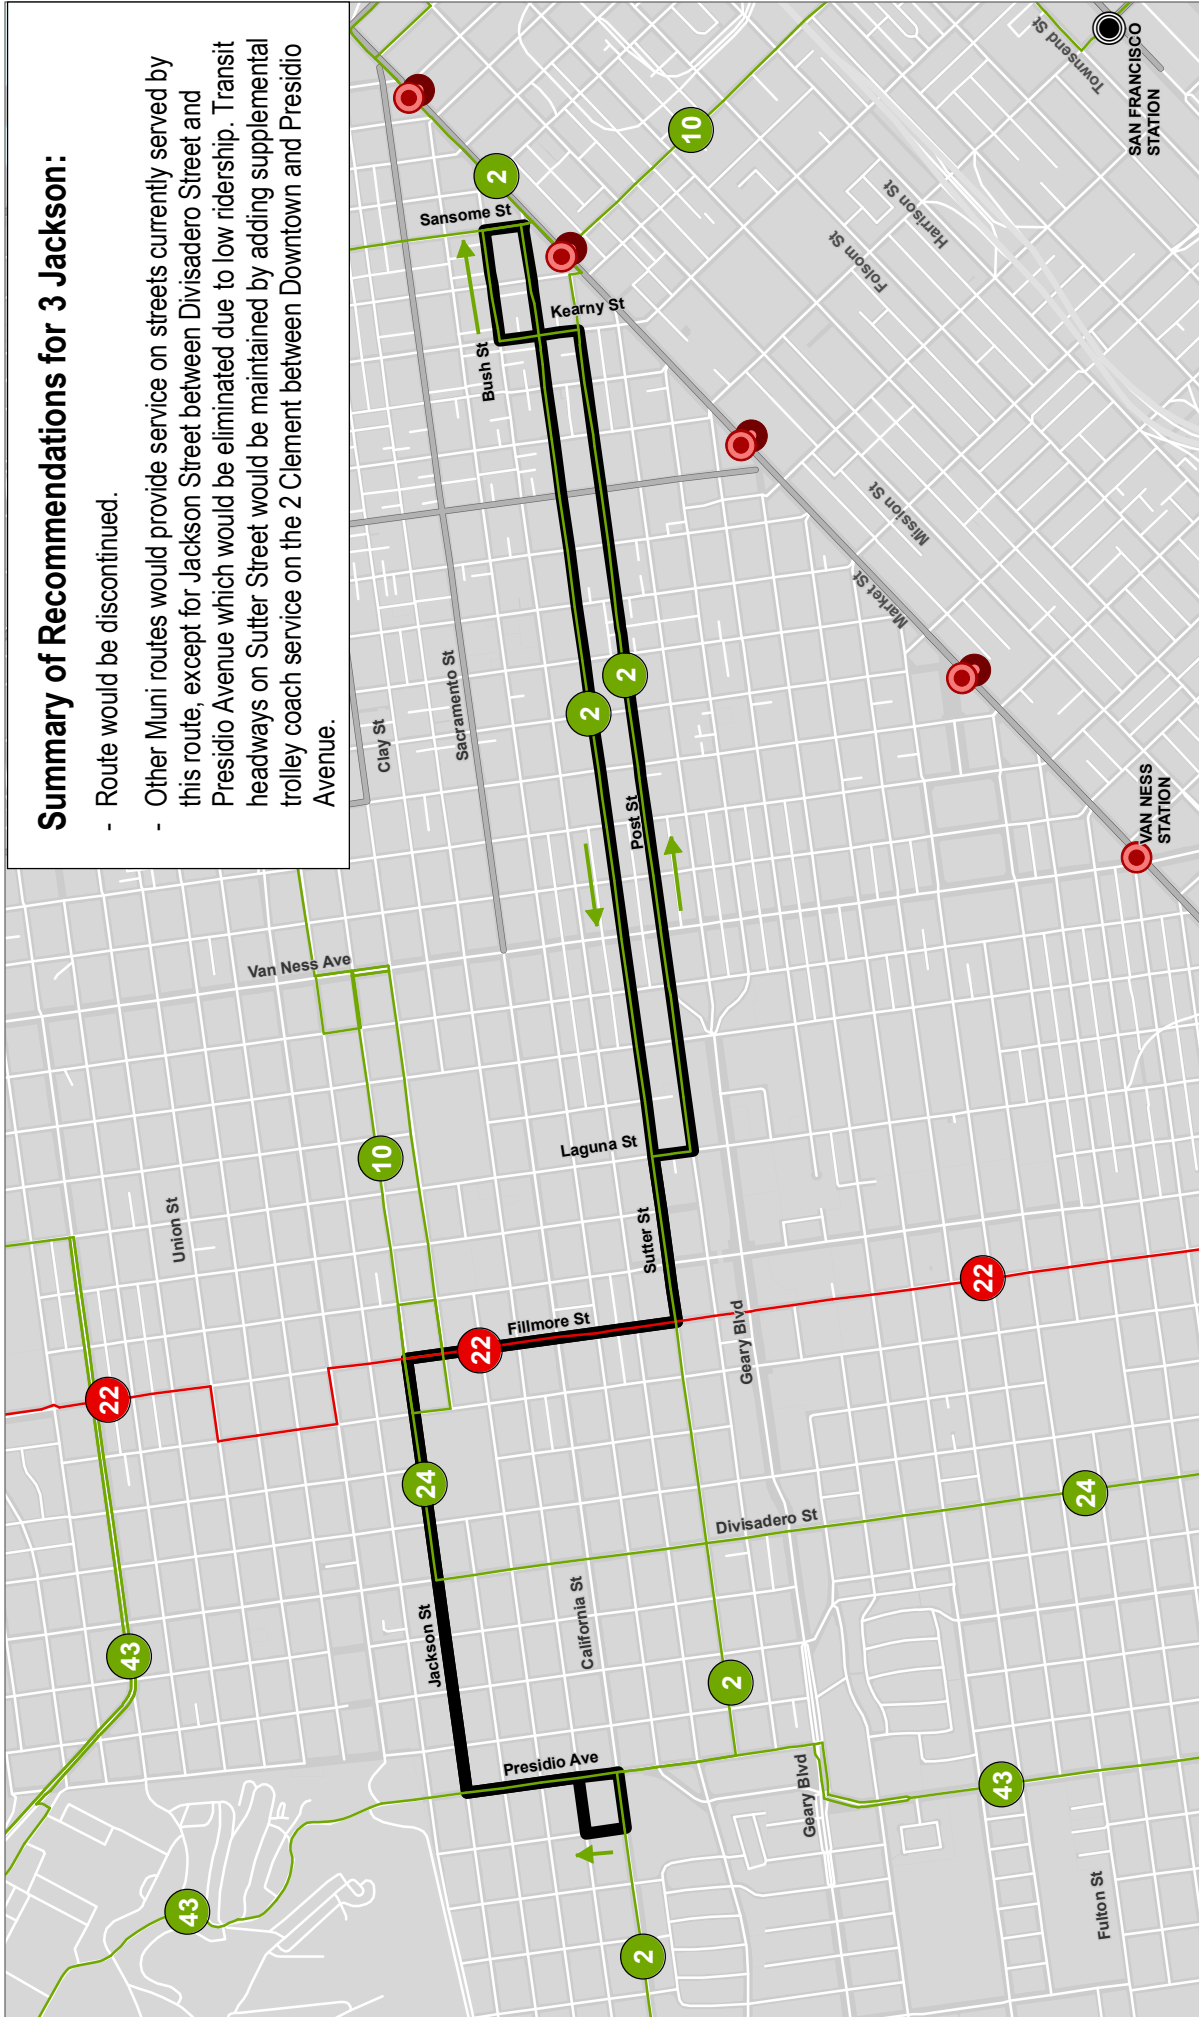 Summary of Recommendations for 3 Jackson:
- Route would be discontinued.
- Other Muni routes would provide service on streets currently served by
this route, except for Jackson Street between Divisadero Street and
Presidio Avenue which would be eliminated due to low ridership. Transit
headways on Sutter Street would be maintained by adding supplemental
trolley coach service on the 2 Clement between Downtown and Presidio
Avenue.
Townsend St
SAN FRANCISCO
STATION
10
2
Sansome St
Harrison St
Folsom St
Kearny St
Bush St
Mission St
Market St
2
2
Sacramento St
Clay St
Post St
VAN NESS
STATION
Van Ness Ave
10
Laguna St
Union St
Sutter St
22
Fillmore St
22
22
Geary Blvd
24
24
Divisadero St
43
Jackson St
California St
2
Presidio Ave
Geary Blvd
43
43
2
Fulton St